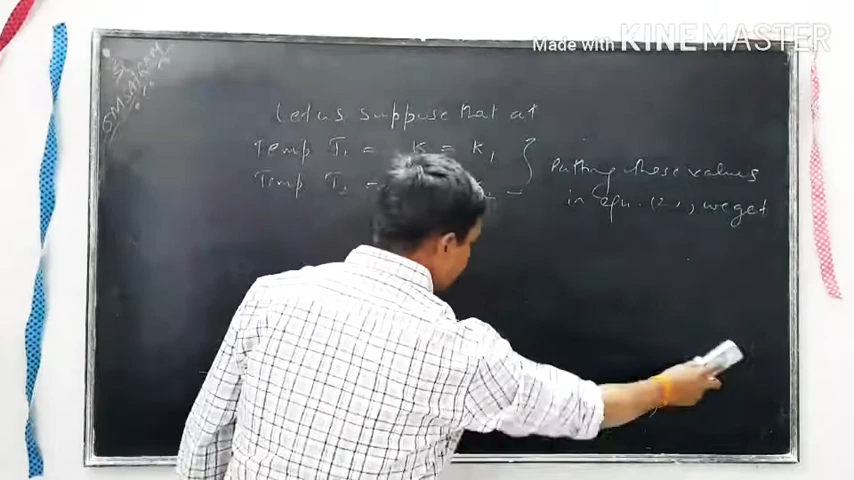 Made with KINEMASTER
Let us suppose that at
Temp T₁ = K = K₁
Temp T₂ =
Putting these values
in eqn. (2), we get